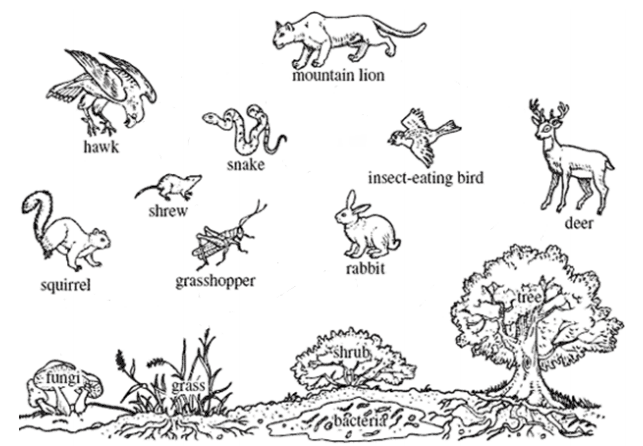 mountain lion
hawk
snake
insect-eating bird
shrew
deer
squirrel
grasshopper
rabbit
tree
fungi
grass
shrub
bacteria